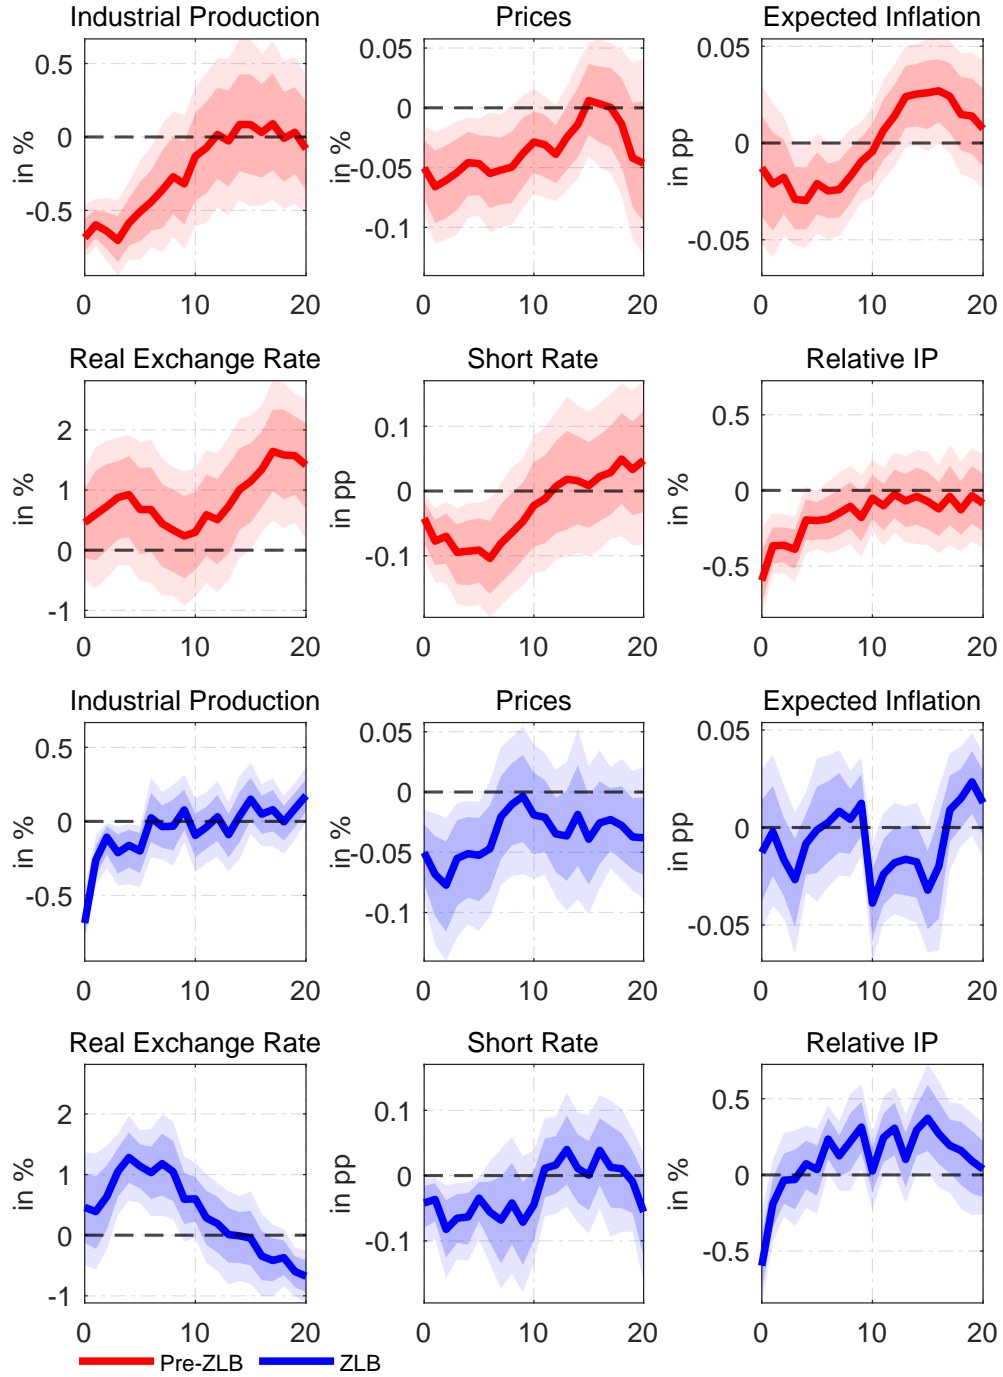 Industrial Production Prices Expected Inflation
0.5 0.05 0.05
0 0 0
in % in % in pp
-0.05
-0.5 -0.05
-0.1
0 10 20 0 10 20 0 10 20
Real Exchange Rate Short Rate Relative IP
2 0.1 0.5
in % 1 in pp 0 in % 0
0 -0.1 -0.5
-1
0 10 20 0 10 20 0 10 20
Industrial Production Prices Expected Inflation
0.5 0.05 0.05
0 0 0
in % in % in pp
-0.05
-0.5 -0.1 -0.05
0 10 20 0 10 20 0 10 20
Real Exchange Rate Short Rate Relative IP
2 0.1 0.5
in % 1 in pp 0 in % 0
0 -0.1 -0.5
-1
0 10 20 0 10 20 0 10 20
Pre-ZLB ZLB